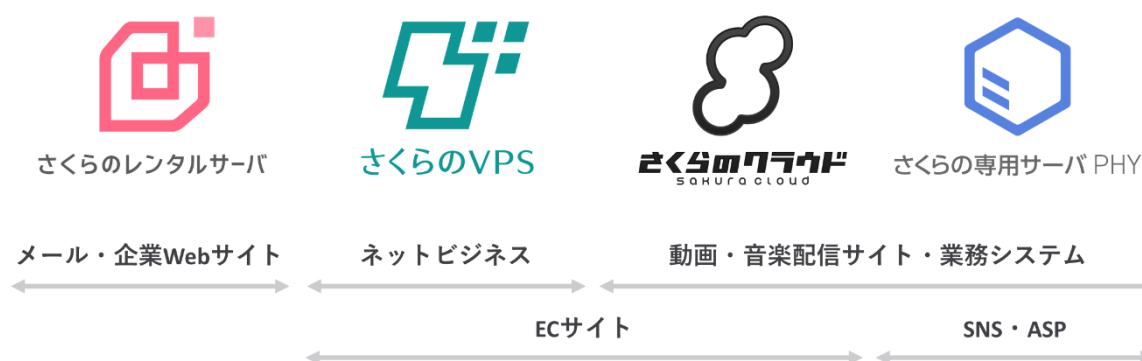 さくらのレンタルサーバ
さくらのVPS
さくらのクラウド
SAKURA CLOUD
さくらの専用サーバ PHY
メール・企業Webサイト
ネットビジネス
動画・音楽配信サイト・業務システム
ECサイト
SNS・ASP